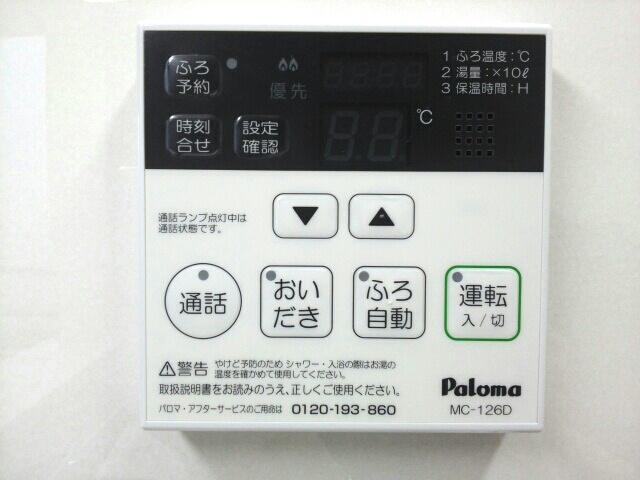 ふろ
予約
優先
1 ふろ温度:℃
2 湯量:×10ℓ
3 保温時間:H
時刻
合せ
設定
確認
℃
▼
▲
通話ランプ点灯中は
通話状態です。
通話
おい
だき
ふろ
自動
運転
入/切
⚠警告 やけど予防のため シャワー・入浴の際はお湯の
温度を確かめて使用してください。
取扱説明書をお読みのうえ、正しくご使用ください。
パロマ・アフターサービスのご用命は 0120-193-860
Paloma
MC-126D